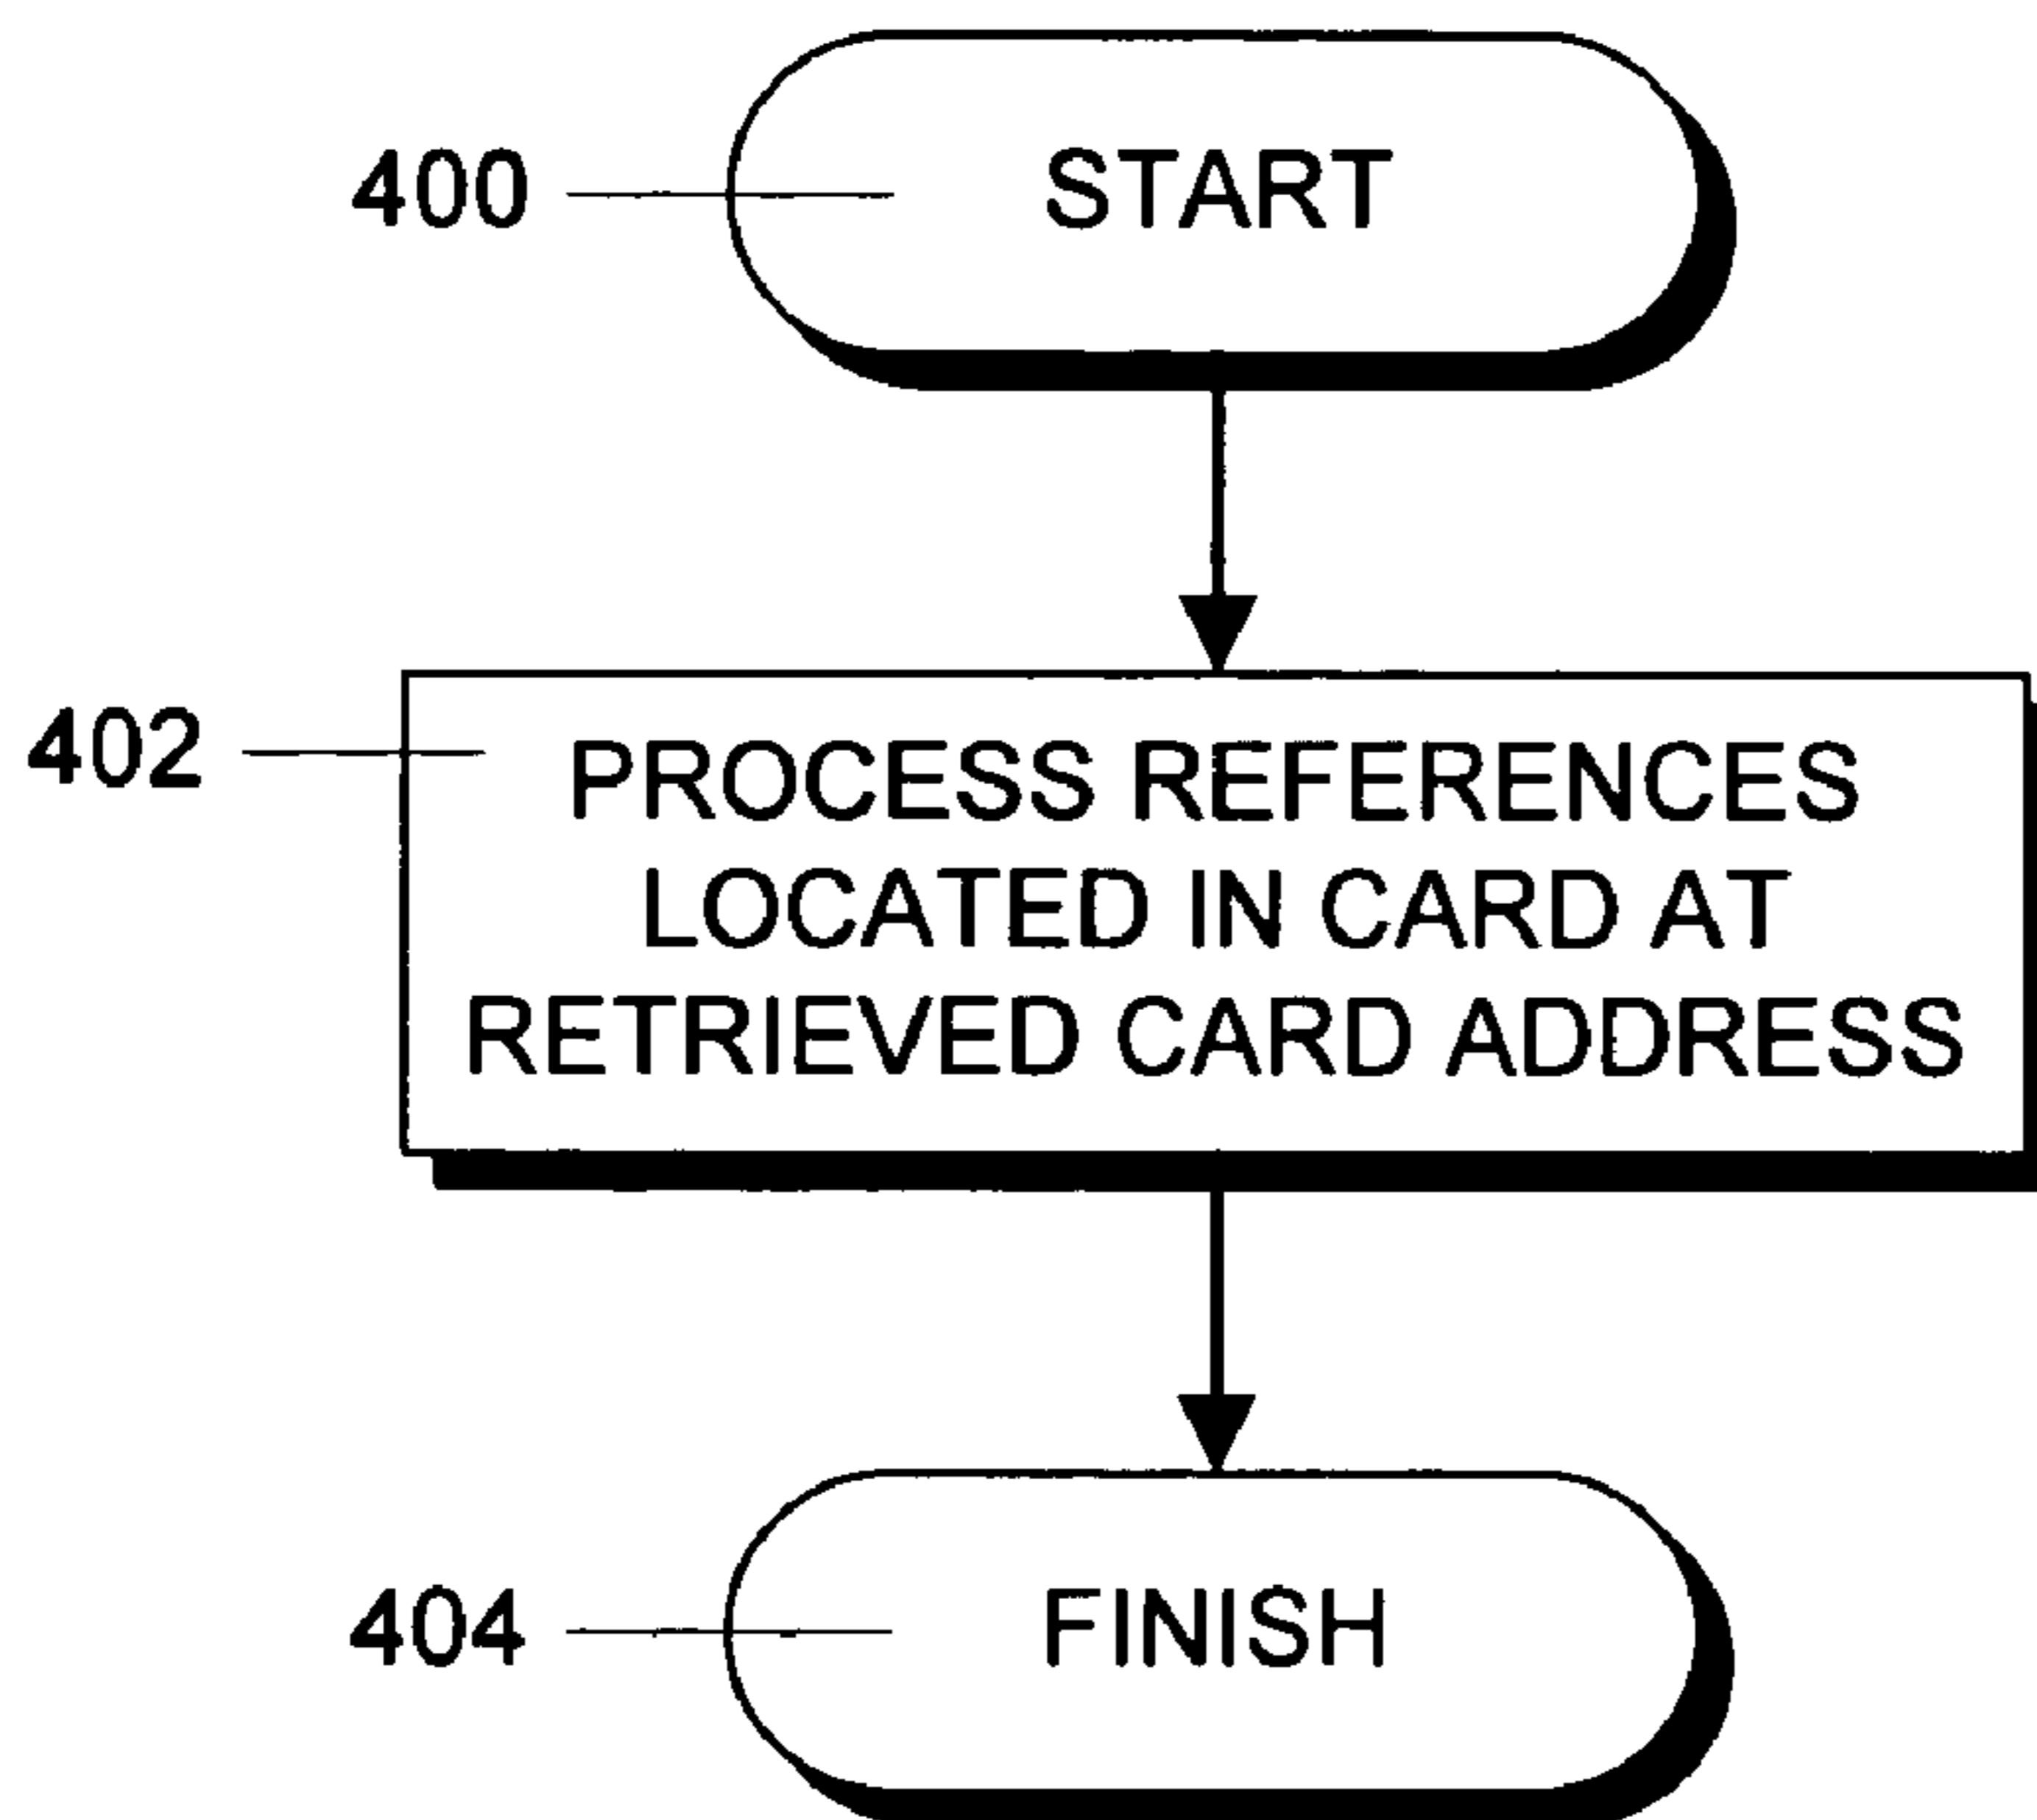 400
START
402
PROCESS REFERENCES
LOCATED IN CARD AT
RETRIEVED CARD ADDRESS
404
FINISH